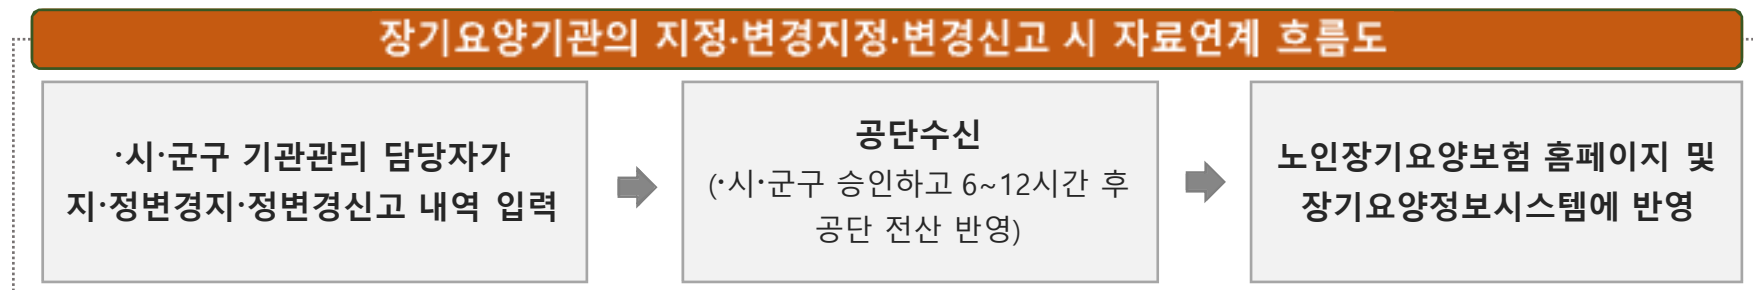 장기요양기관의 지정·변경지정·변경신고 시 자료연계 흐름도
·시·군구 기관관리 담당자가
지·정변경지·정변경신고 내역 입력
공단수신
(·시·군구 승인하고 6~12시간 후
공단 전산 반영)
노인장기요양보험 홈페이지 및
장기요양정보시스템에 반영